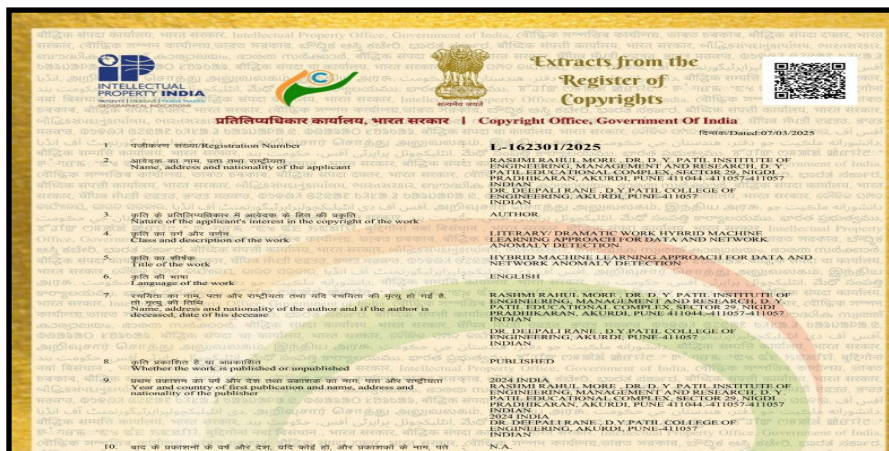 INTELLECTUAL
PROPERTY INDIA
PATENTS | DESIGNS | TRADE MARKS
GEOGRAPHICAL INDICATIONS
सत्यमेव जयते
Extracts from the
Register of
Copyrights
प्रतिलिप्यधिकार कार्यालय, भारत सरकार | Copyright Office, Government Of India
दिनांक/Dated:07/03/2025
1. पंजीकरण संख्या/Registration Number
L-162301/2025
2. आवेदक का नाम, पता तथा राष्ट्रीयता
Name, address and nationality of the applicant
RASHMI RAHUL MORE , DR. D. Y. PATIL INSTITUTE OF
ENGINEERING, MANAGEMENT AND RESEARCH, D. Y.
PATIL EDUCATIONAL COMPLEX, SECTOR 29, NIGDI
PRADHIKARAN, AKURDI, PUNE 411044.-411057-411057
INDIAN
DR. DEEPALI RANE , D.Y.PATIL COLLEGE OF
ENGINEERING, AKURDI, PUNE-411057
INDIAN
3. कृति के प्रतिलिप्यधिकार में आवेदक के हित की प्रकृति
Nature of the applicant's interest in the copyright of the work
AUTHOR
4. कृति का वर्ग और वर्णन
Class and description of the work
LITERARY/ DRAMATIC WORK HYBRID MACHINE
LEARNING APPROACH FOR DATA AND NETWORK
ANOMALY DETECTION
5. कृति का शीर्षक
Title of the work
HYBRID MACHINE LEARNING APPROACH FOR DATA AND
NETWORK ANOMALY DETECTION
6. कृति की भाषा
Language of the work
ENGLISH
7. रचयिता का नाम, पता और राष्ट्रीयता तथा यदि रचयिता की मृत्यु हो गई है,
तो मृत्यु की तिथि
Name, address and nationality of the author and if the author is
deceased, date of his decease
RASHMI RAHUL MORE , DR. D. Y. PATIL INSTITUTE OF
ENGINEERING, MANAGEMENT AND RESEARCH, D. Y.
PATIL EDUCATIONAL COMPLEX, SECTOR 29, NIGDI
PRADHIKARAN, AKURDI, PUNE 411044.-411057
INDIAN
DR. DEEPALI RANE , D.Y.PATIL COLLEGE OF
ENGINEERING, AKURDI, PUNE-411057
INDIAN
8. कृति प्रकाशित है या अप्रकाशित
Whether the work is published or unpublished
PUBLISHED
9. प्रथम प्रकाशन का वर्ष और देश तथा प्रकाशक का नाम, पता और राष्ट्रीयता
Year and country of first publication and name, address and
nationality of the publisher
2024 INDIA
RASHMI RAHUL MORE , DR. D. Y. PATIL INSTITUTE OF
ENGINEERING, MANAGEMENT AND RESEARCH, D. Y.
PATIL EDUCATIONAL COMPLEX, SECTOR 29, NIGDI
PRADHIKARAN, AKURDI, PUNE 411044.-411057
INDIAN
2024 INDIA
DR. DEEPALI RANE , D.Y.PATIL COLLEGE OF
ENGINEERING, AKURDI, PUNE-411057
INDIAN
10. बाद के प्रकाशनों के वर्ष और देश, यदि कोई हों, और प्रकाशकों के नाम, पते
N.A.